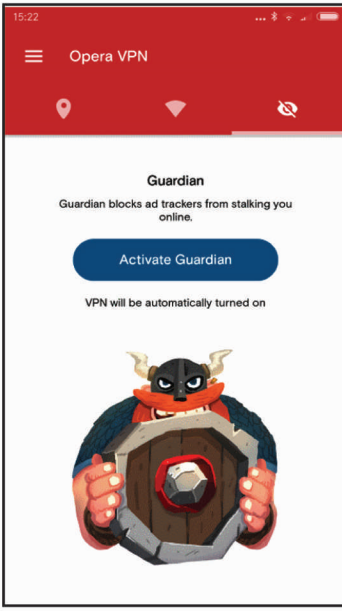 15:22
Opera VPN
Guardian
Guardian blocks ad trackers from stalking you
online.
Activate Guardian
VPN will be automatically turned on